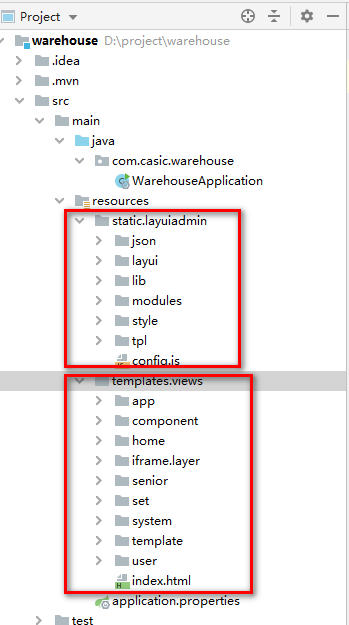 Project
warehouse D:\project\warehouse
.idea
.mvn
src
main
java
com.casic.warehouse
WarehouseApplication
resources
static.layuiadmin
json
layui
lib
modules
style
tpl
config.js
templates.views
app
component
home
iframe.layer
senior
set
system
template
user
index.html
application.properties
test